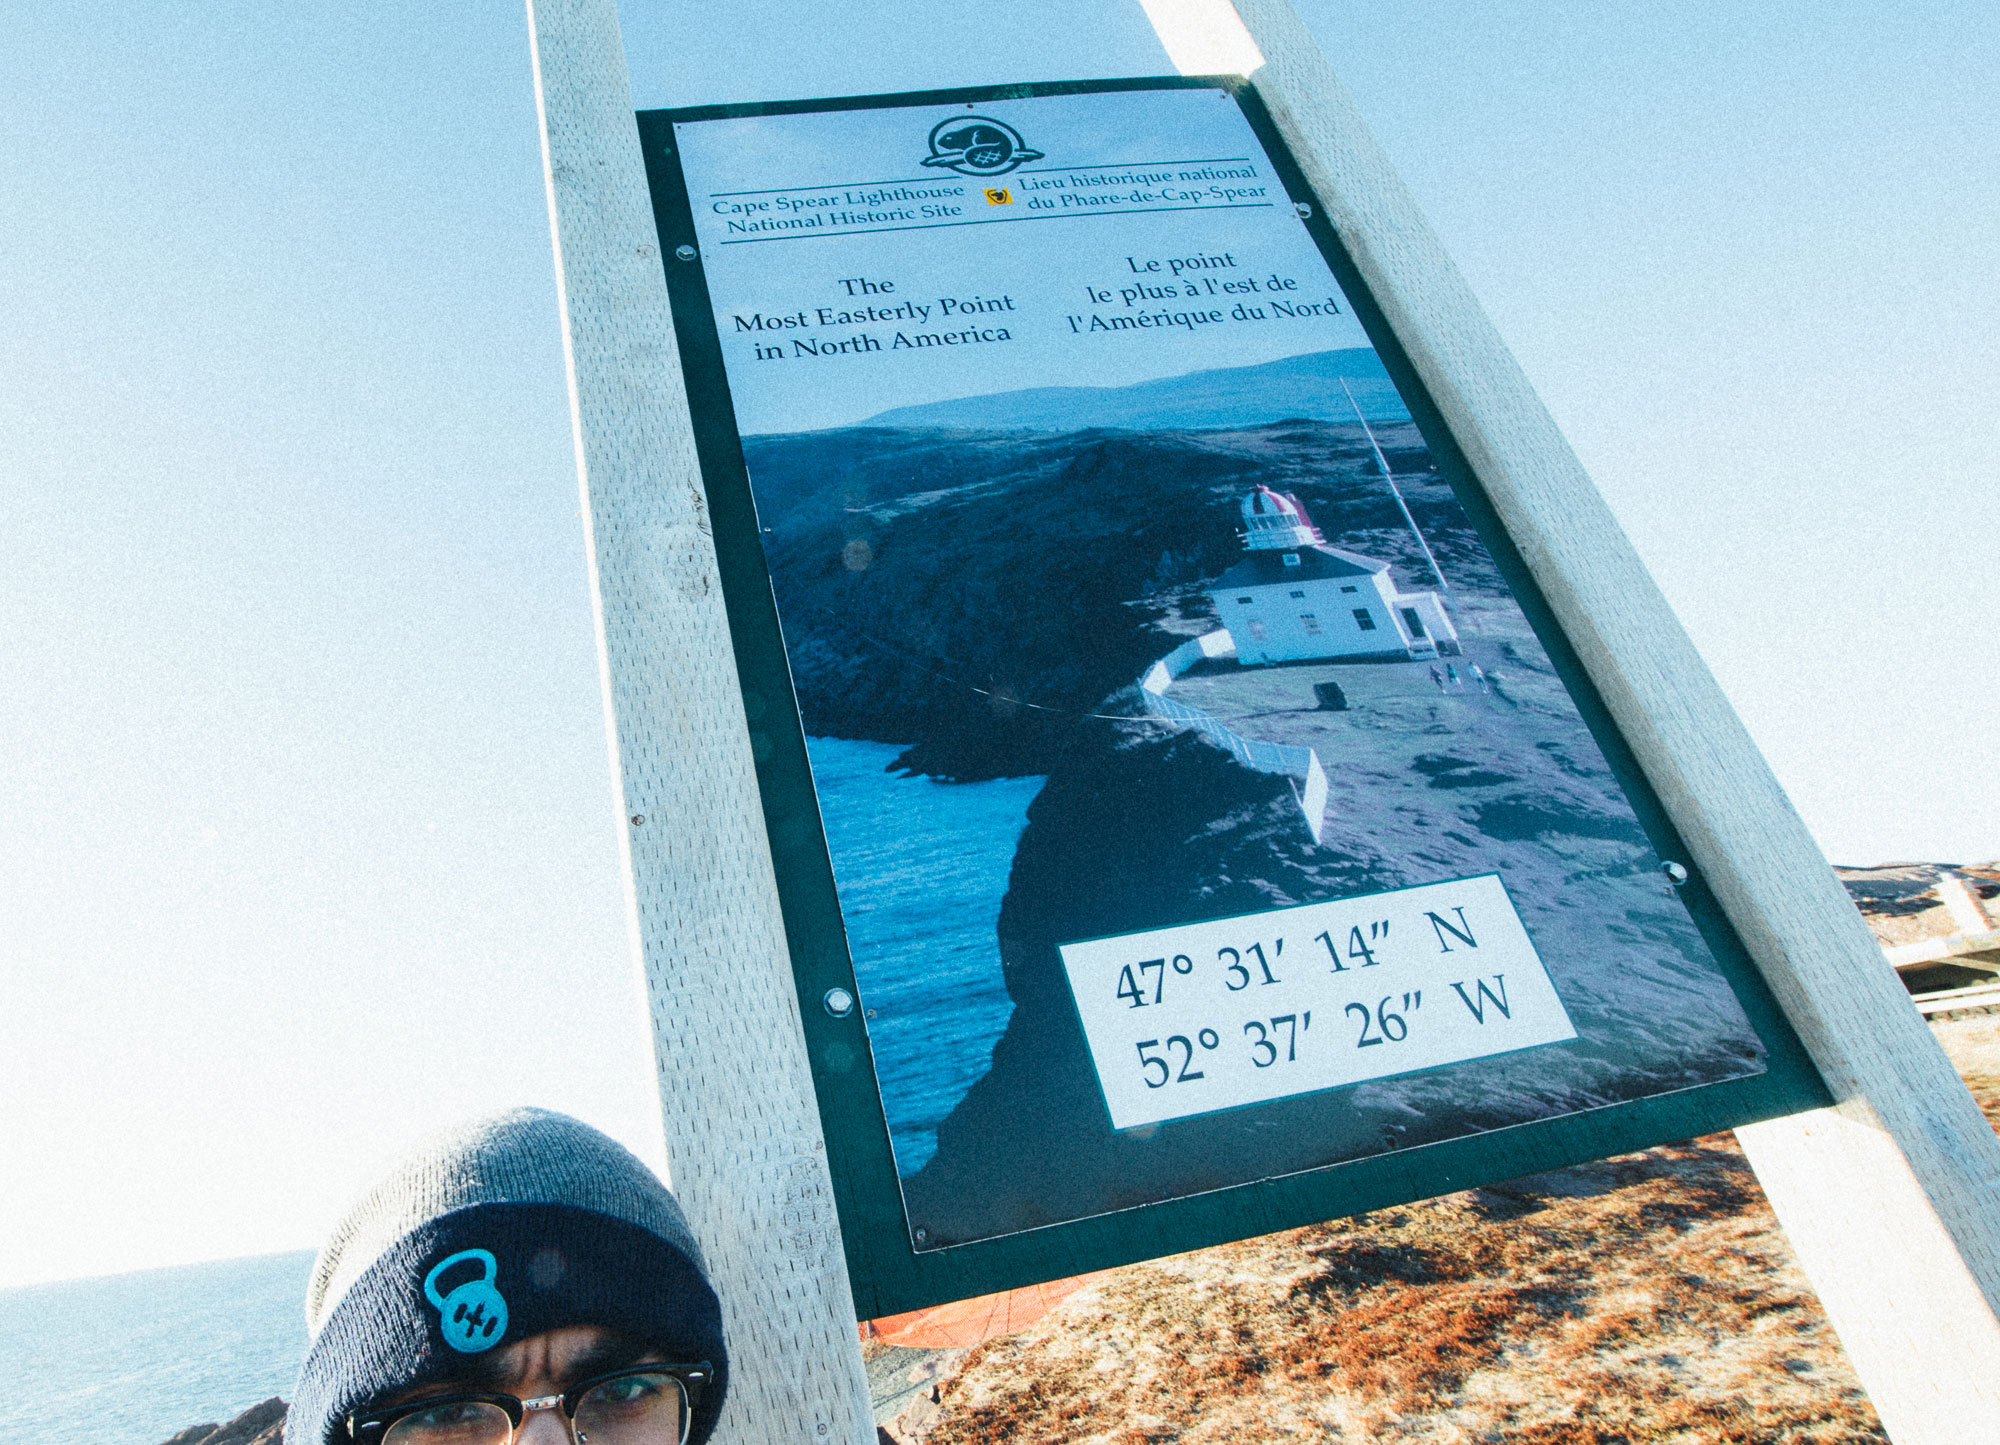 Cape Spear Lighthouse
National Historic Site
Lieu historique national
du Phare-de-Cap-Spear
The
Most Easterly Point
in North America
Le point
le plus à l'est de
l'Amérique du Nord
47° 31′ 14″ N
52° 37′ 26″ W